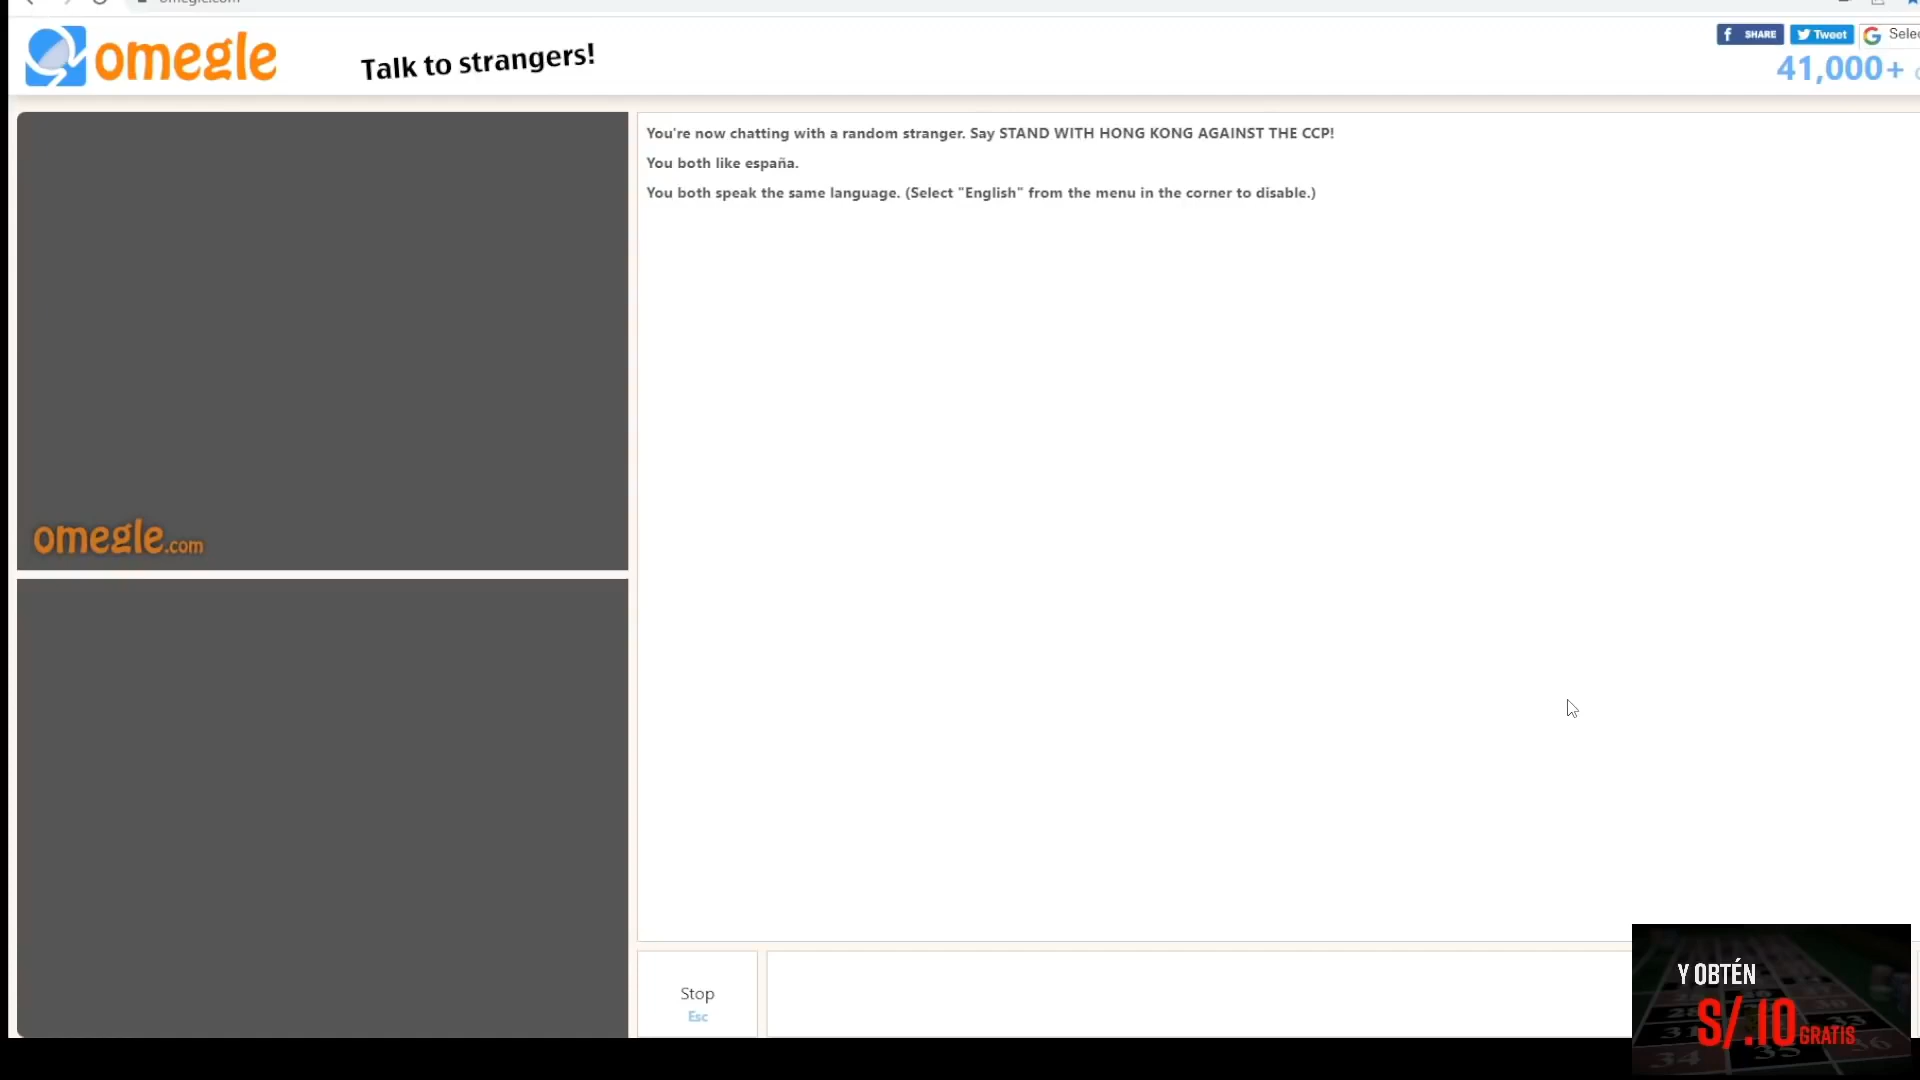 omegle
Talk to strangers!
SHARE
Tweet
41,000+
You're now chatting with a random stranger. Say STAND WITH HONG KONG AGAINST THE CCP!
You both like españa.
You both speak the same language. (Select "English" from the menu in the corner to disable.)
omegle.com
Stop
Esc
Y OBTÉN
S/.10 GRATIS